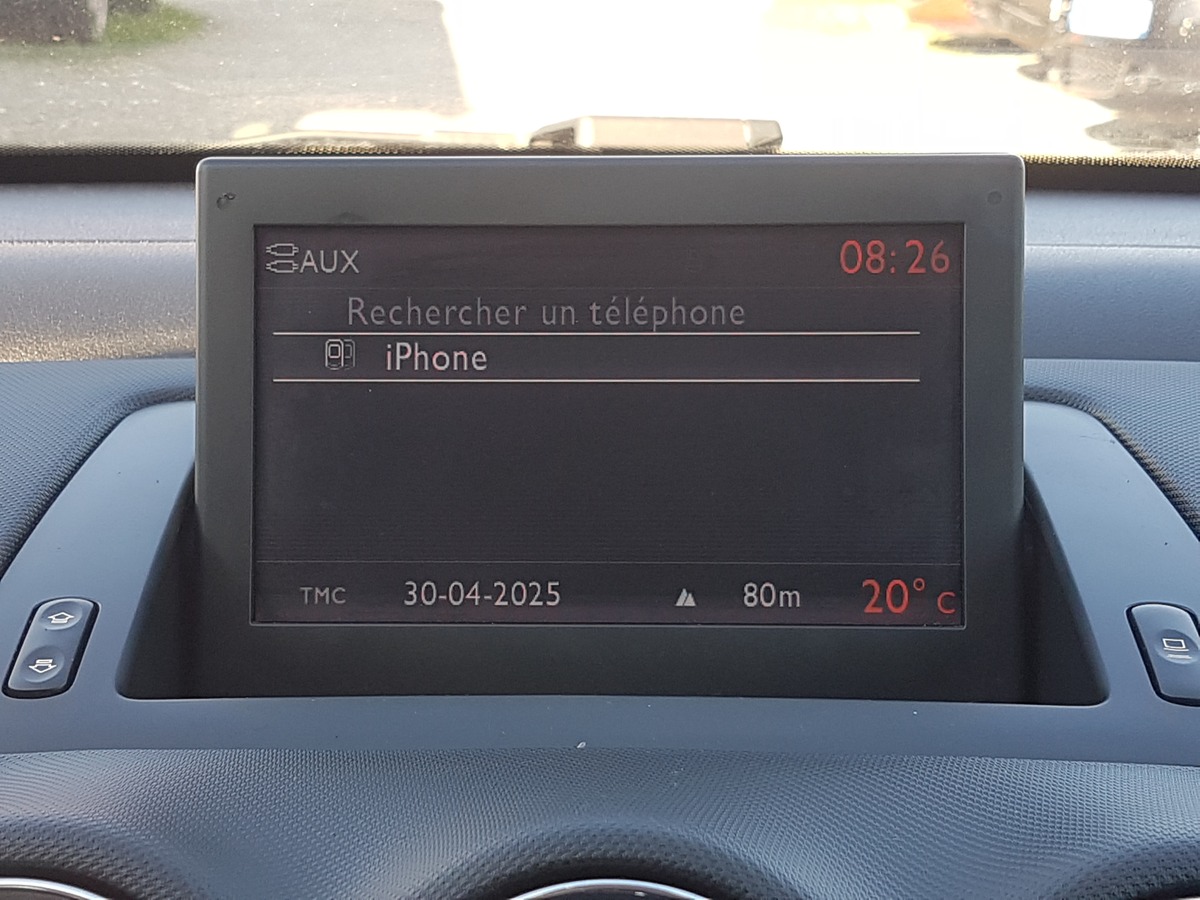 AUX 08:26
Rechercher un téléphone
iPhone
TMC 30-04-2025 80m 20° C